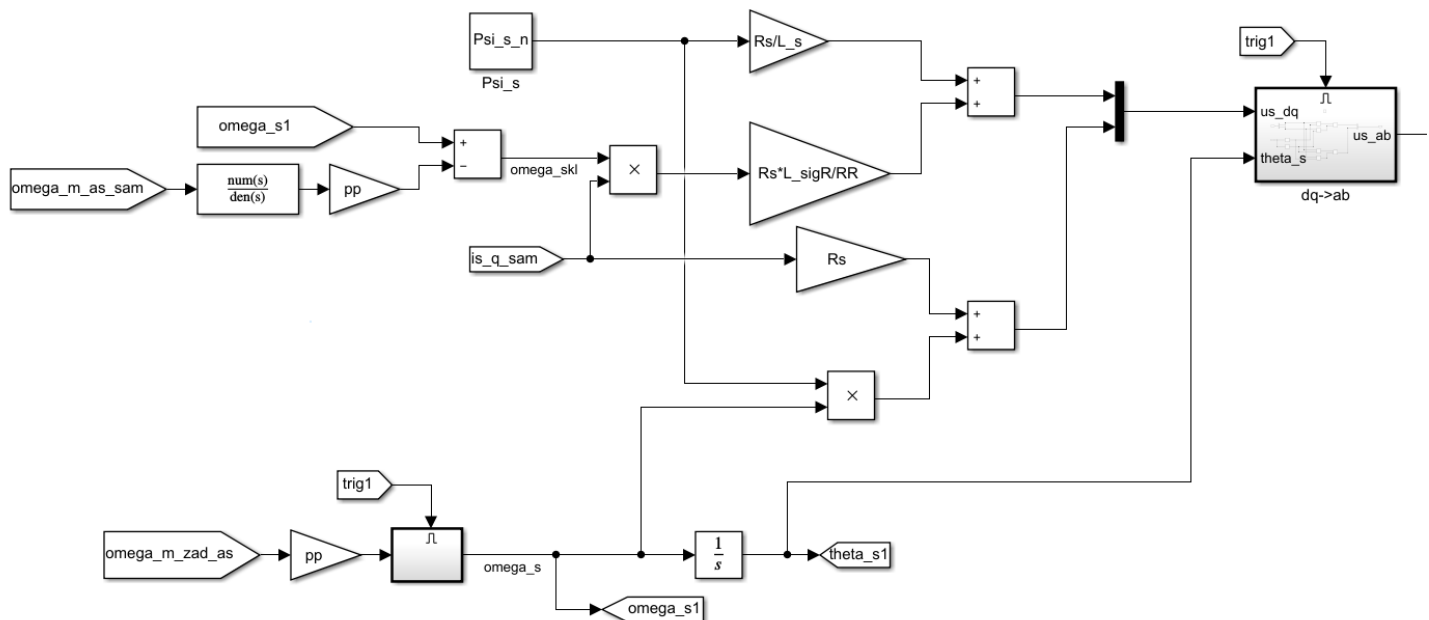 Psi_s_n
Psi_s
Rs/L_s
+
+
trig1
us_dq
us_ab
theta_s
dq->ab
omega_s1
+
−
omega_skl
omega_m_as_sam
num(s)
den(s)
pp
×
Rs*L_sigR/RR
is_q_sam
Rs
+
+
×
trig1
omega_m_zad_as
pp
omega_s
1
s
theta_s1
omega_s1